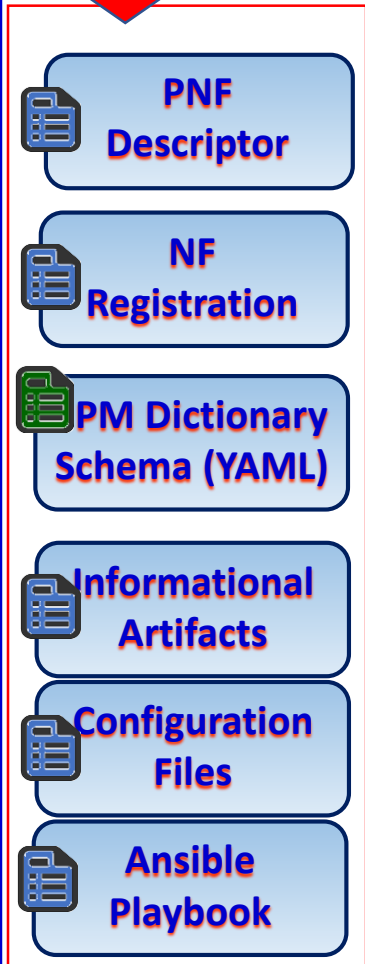 PNF
Descriptor
NF
Registration
PM Dictionary
Schema (YAML)
Informational
Artifacts
Configuration
Files
Ansible
Playbook